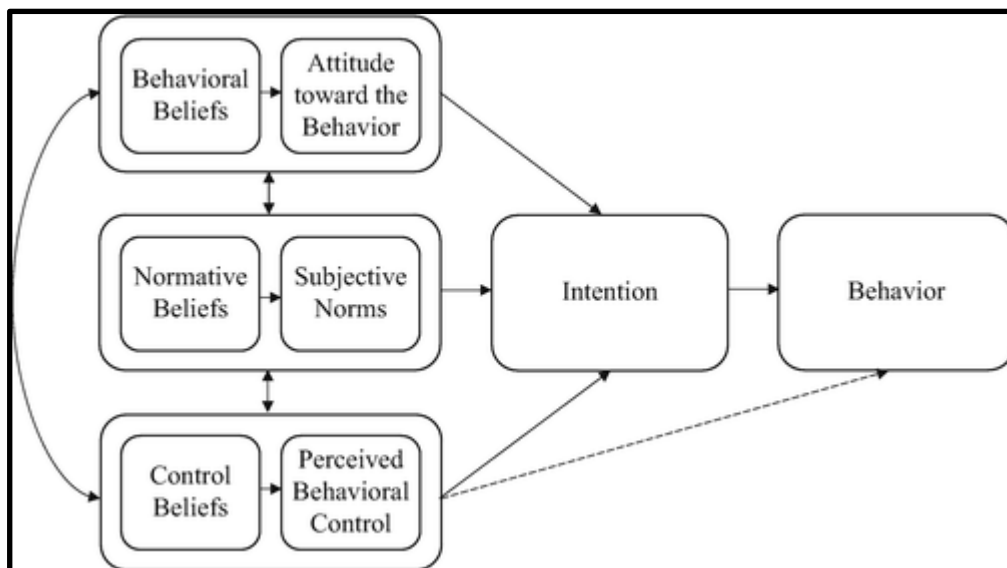 Behavioral
Beliefs
Attitude
toward the
Behavior
Normative
Beliefs
Subjective
Norms
Intention
Behavior
Control
Beliefs
Perceived
Behavioral
Control